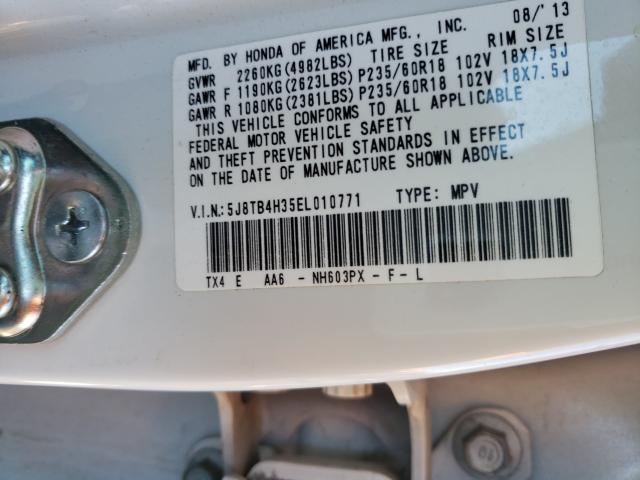 08/'13
MFD. BY HONDA OF AMERICA MFG., INC.
GVWR 2260KG(4982LBS) TIRE SIZE RIM SIZE
GAWR F 1190KG(2623LBS) P235/60R18 102V 18X7.5J
GAWR R 1080KG(2381LBS) P235/60R18 102V 18X7.5J
THIS VEHICLE CONFORMS TO ALL APPLICABLE
FEDERAL MOTOR VEHICLE SAFETY
AND THEFT PREVENTION STANDARDS IN EFFECT
ON THE DATE OF MANUFACTURE SHOWN ABOVE.
V.I.N.:5J8TB4H35EL010771 TYPE: MPV
TX4 E AA6 - NH603PX - F - L